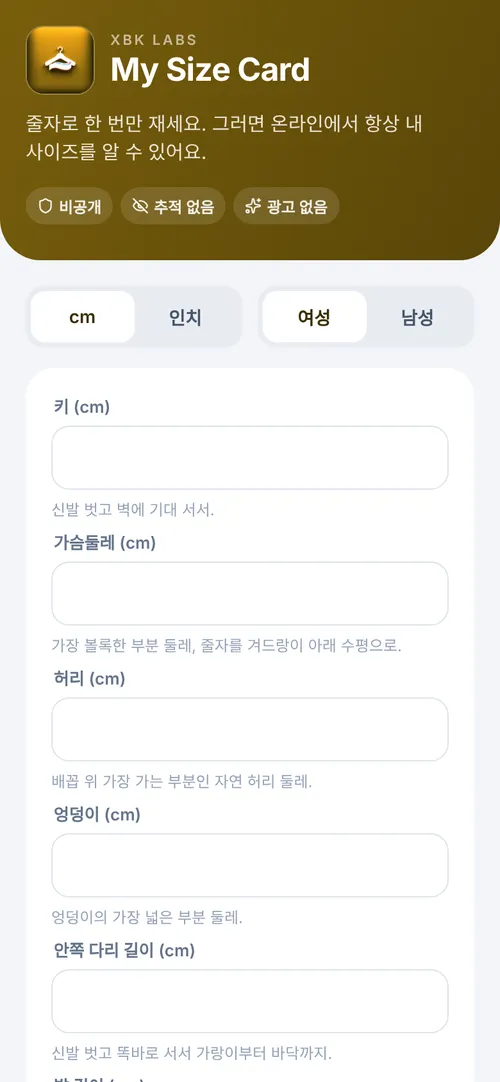 XBK LABS
My Size Card
줄자로 한 번만 재세요. 그러면 온라인에서 항상 내
사이즈를 알 수 있어요.
비공개
추적 없음
광고 없음
cm
인치
여성
남성
키 (cm)
신발 벗고 벽에 기대 서서.
가슴둘레 (cm)
가장 볼록한 부분 둘레, 줄자를 겨드랑이 아래 수평으로.
허리 (cm)
배꼽 위 가장 가는 부분인 자연 허리 둘레.
엉덩이 (cm)
엉덩이의 가장 넓은 부분 둘레.
안쪽 다리 길이 (cm)
신발 벗고 똑바로 서서 가랑이부터 바닥까지.